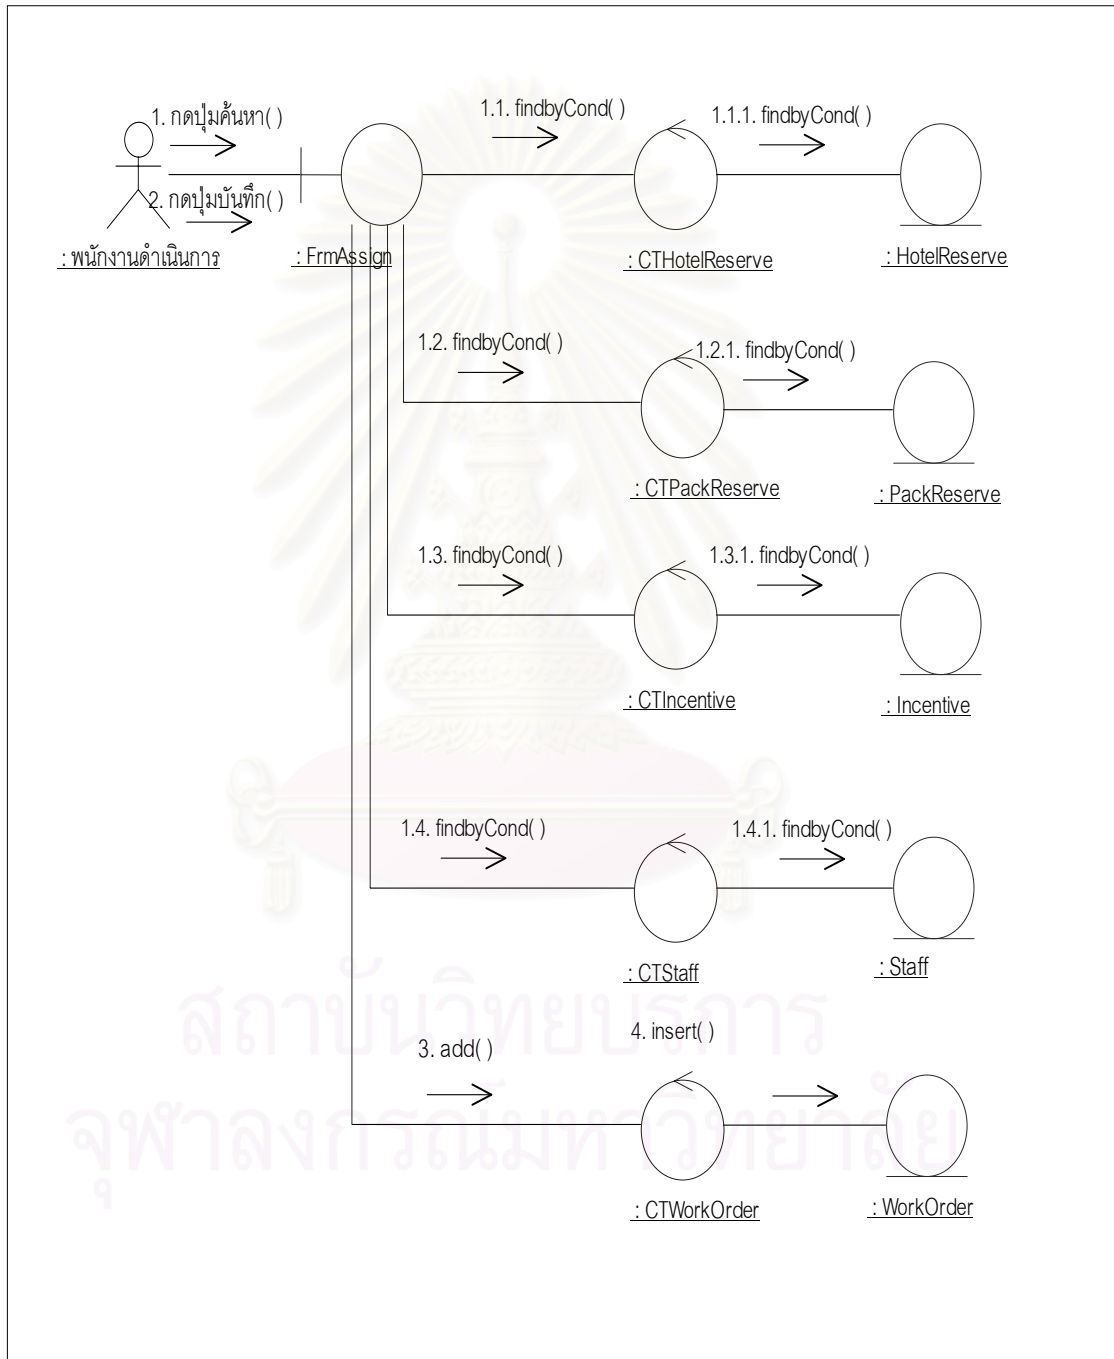 1. กดปุ่มค้นหา( )
1.1. findbyCond( )
1.1.1. findbyCond( )
2. กดปุ่มบันทึก( )
: พนักงานดำเนินการ
: FrmAssign
: CTHotelReserve
: HotelReserve
1.2. findbyCond( )
1.2.1. findbyCond( )
: CTPackReserve
: PackReserve
1.3. findbyCond( )
1.3.1. findbyCond( )
: CTIncentive
: Incentive
1.4. findbyCond( )
1.4.1. findbyCond( )
: CTStaff
: Staff
สถาบันวิทยบริการ
3. add( )
4. insert( )
จุฬาลงกรณ์มหาวิทยาลัย
: CTWorkOrder
: WorkOrder